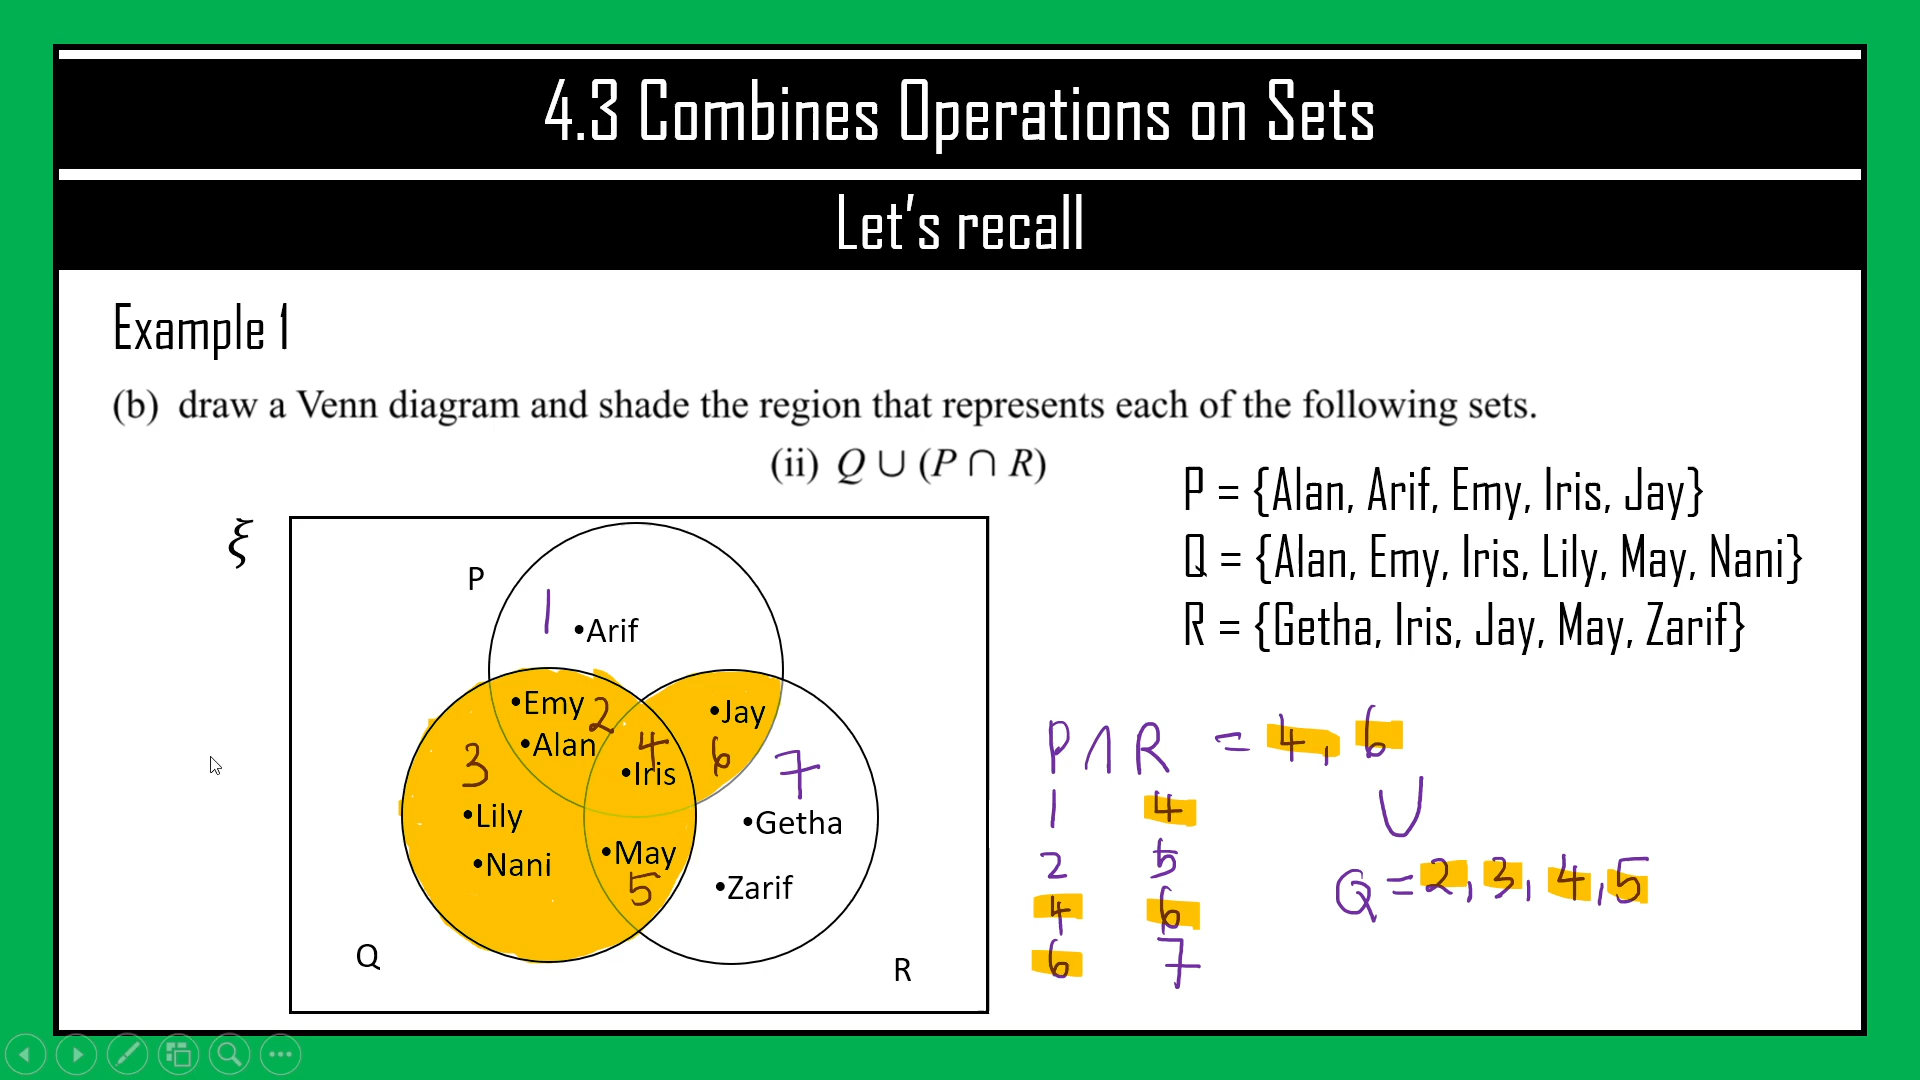 4.3 Combines Operations on Sets
Let's recall
Example 1
(b) draw a Venn diagram and shade the region that represents each of the following sets.
(ii) Q ∪ (P ∩ R)
P = {Alan, Arif, Emy, Iris, Jay}
Q = {Alan, Emy, Iris, Lily, May, Nani}
R = {Getha, Iris, Jay, May, Zarif}
ξ
P
1
•Arif
•Emy 2
•Jay
•Alan 4
3
6
7
•Iris
•Lily
•Getha
•May
•Nani
5
•Zarif
Q
R
P ∩ R = 4, 6
1 4
∪
2 5
Q = 2, 3, 4, 5
4 6
6 7